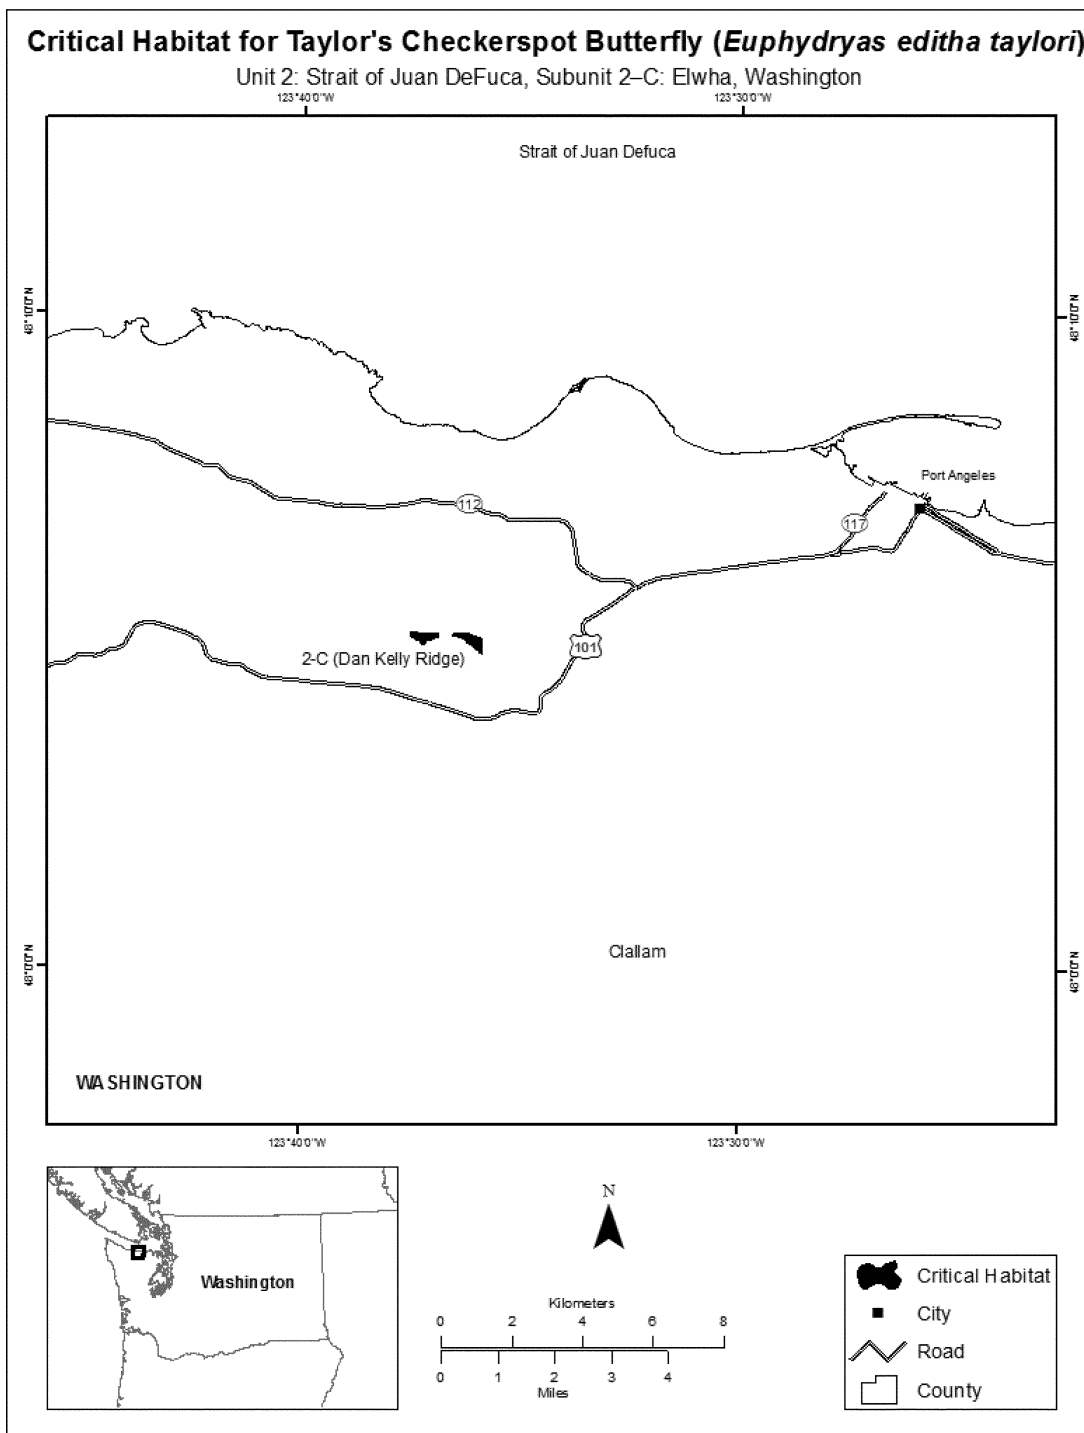 Critical Habitat for Taylor's Checkerspot Butterfly (Euphydryas editha taylori)
Unit 2: Strait of Juan DeFuca, Subunit 2–C: Elwha, Washington
123°40'0"W
123°30'0"W
Strait of Juan Defuca
48°10'0"N
48°10'0"N
Port Angeles
112
117
101
2-C (Dan Kelly Ridge)
Clallam
48°0'0"N
48°0'0"N
WASHINGTON
123°40'0"W
123°30'0"W
Washington
N
Kilometers
0 2 4 6 8
0 1 2 3 4
Miles
Critical Habitat
City
Road
County